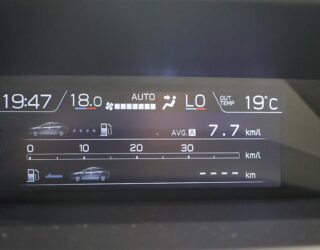 19:47 18.0 AUTO LO OUT TEMP 19°C
AVG. A 7.7 km/l
0 10 20 30 km/l
---- km